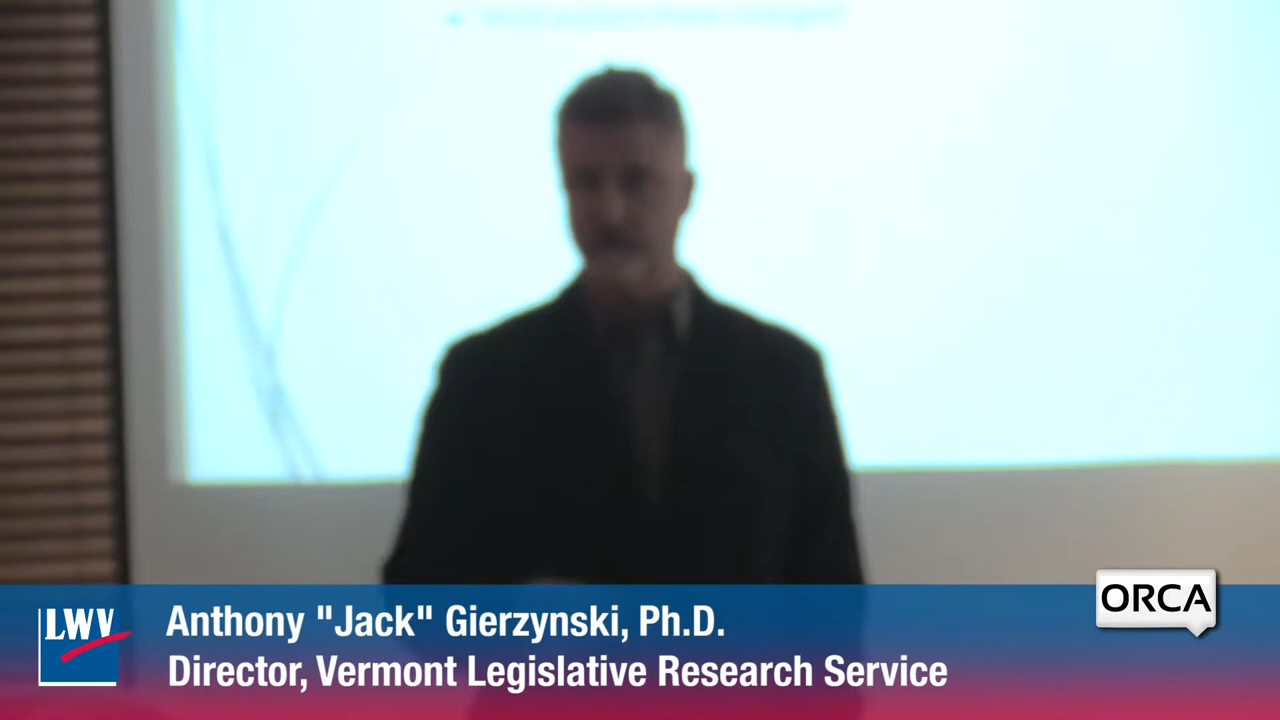 LWV
Anthony "Jack" Gierzynski, Ph.D.
Director, Vermont Legislative Research Service
ORCA